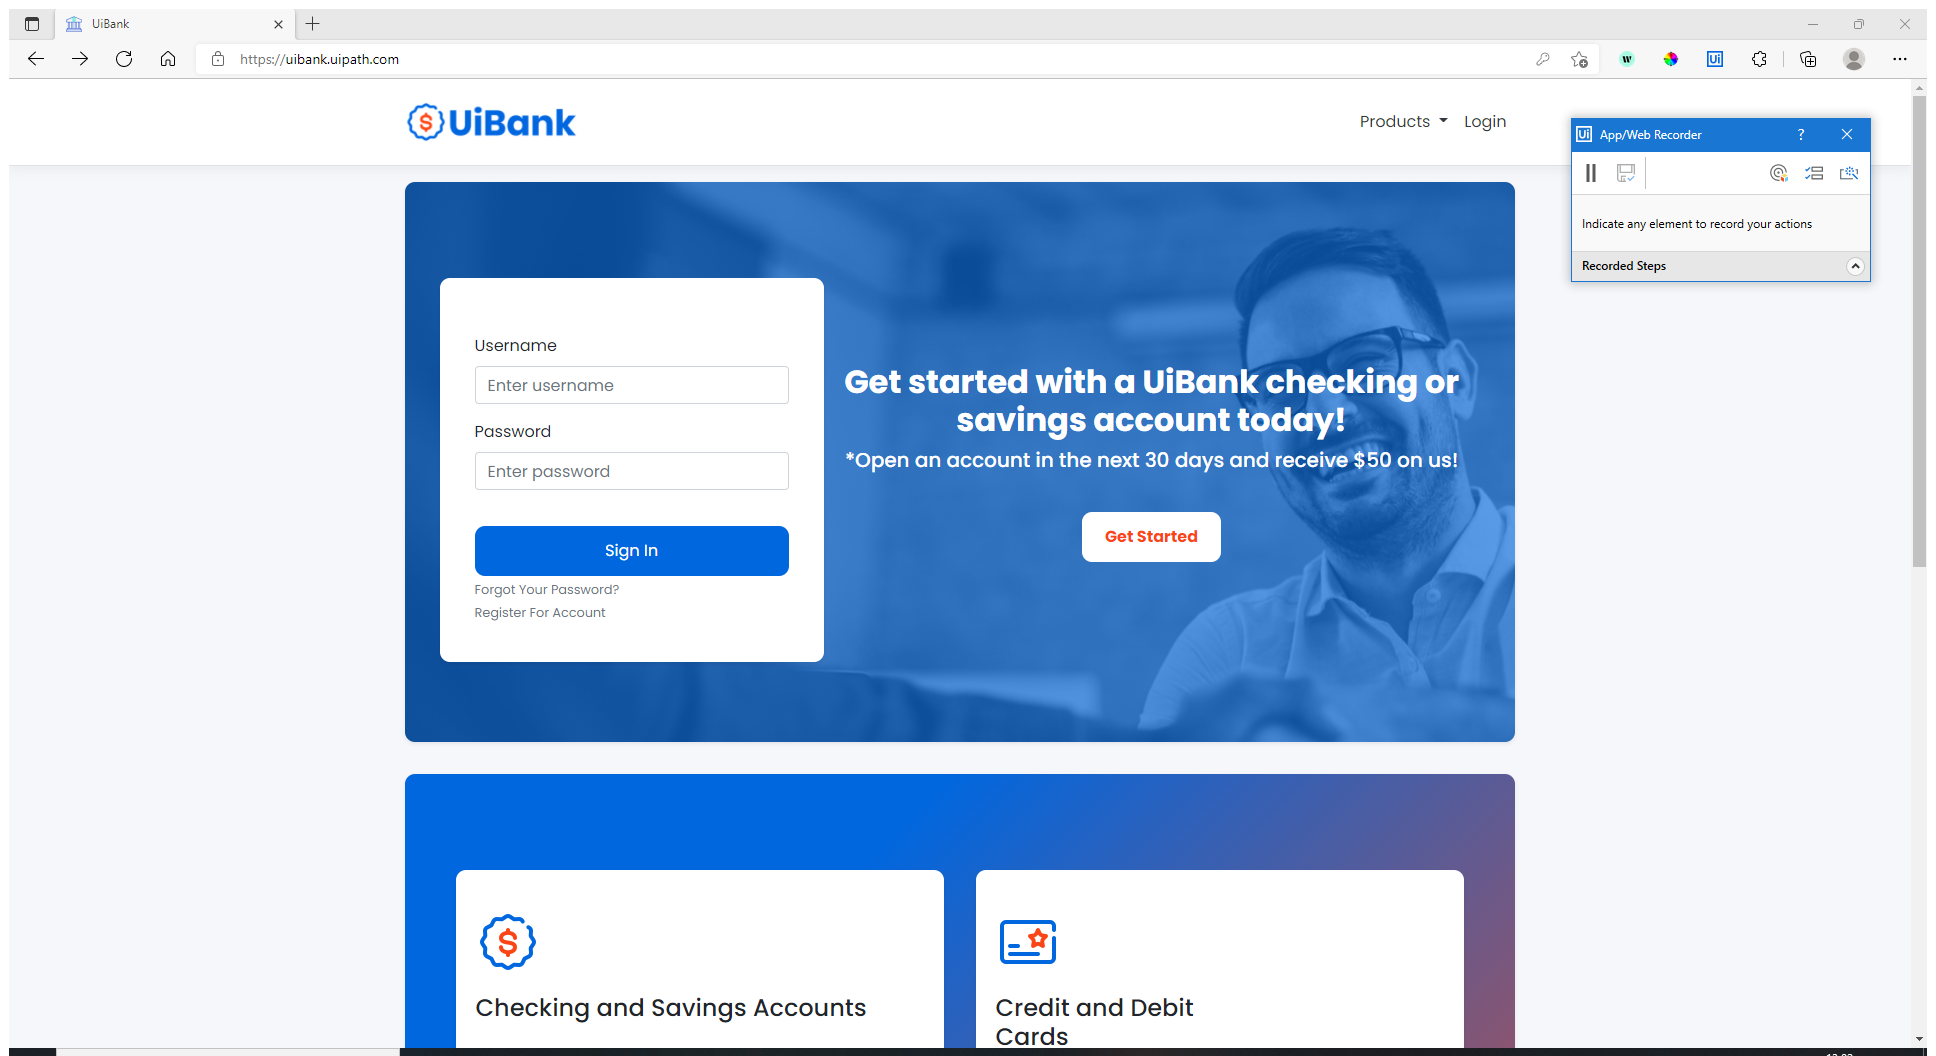 UiBank
https://uibank.uipath.com
W
Ui
UiBank
Products
Login
Ui App/Web Recorder ?
Indicate any element to record your actions
Recorded Steps
Username
Enter username
Password
Enter password
Sign In
Forgot Your Password?
Register For Account
Get started with a UiBank checking or
savings account today!
*Open an account in the next 30 days and receive $50 on us!
Get Started
Checking and Savings Accounts
Credit and Debit
Cards